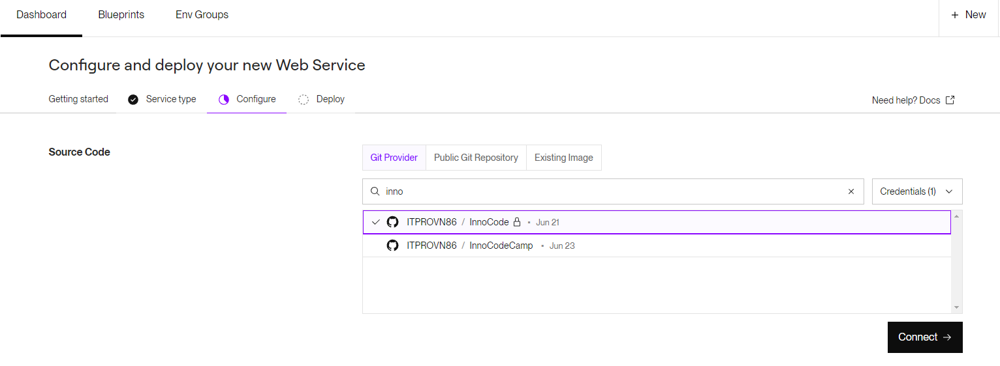 Dashboard Blueprints Env Groups + New
Configure and deploy your new Web Service
Getting started Service type Configure Deploy Need help? Docs
Source Code
Git Provider Public Git Repository Existing Image
inno Credentials (1)
ITPROVN86 / InnoCode • Jun 21
ITPROVN86 / InnoCodeCamp • Jun 23
Connect →